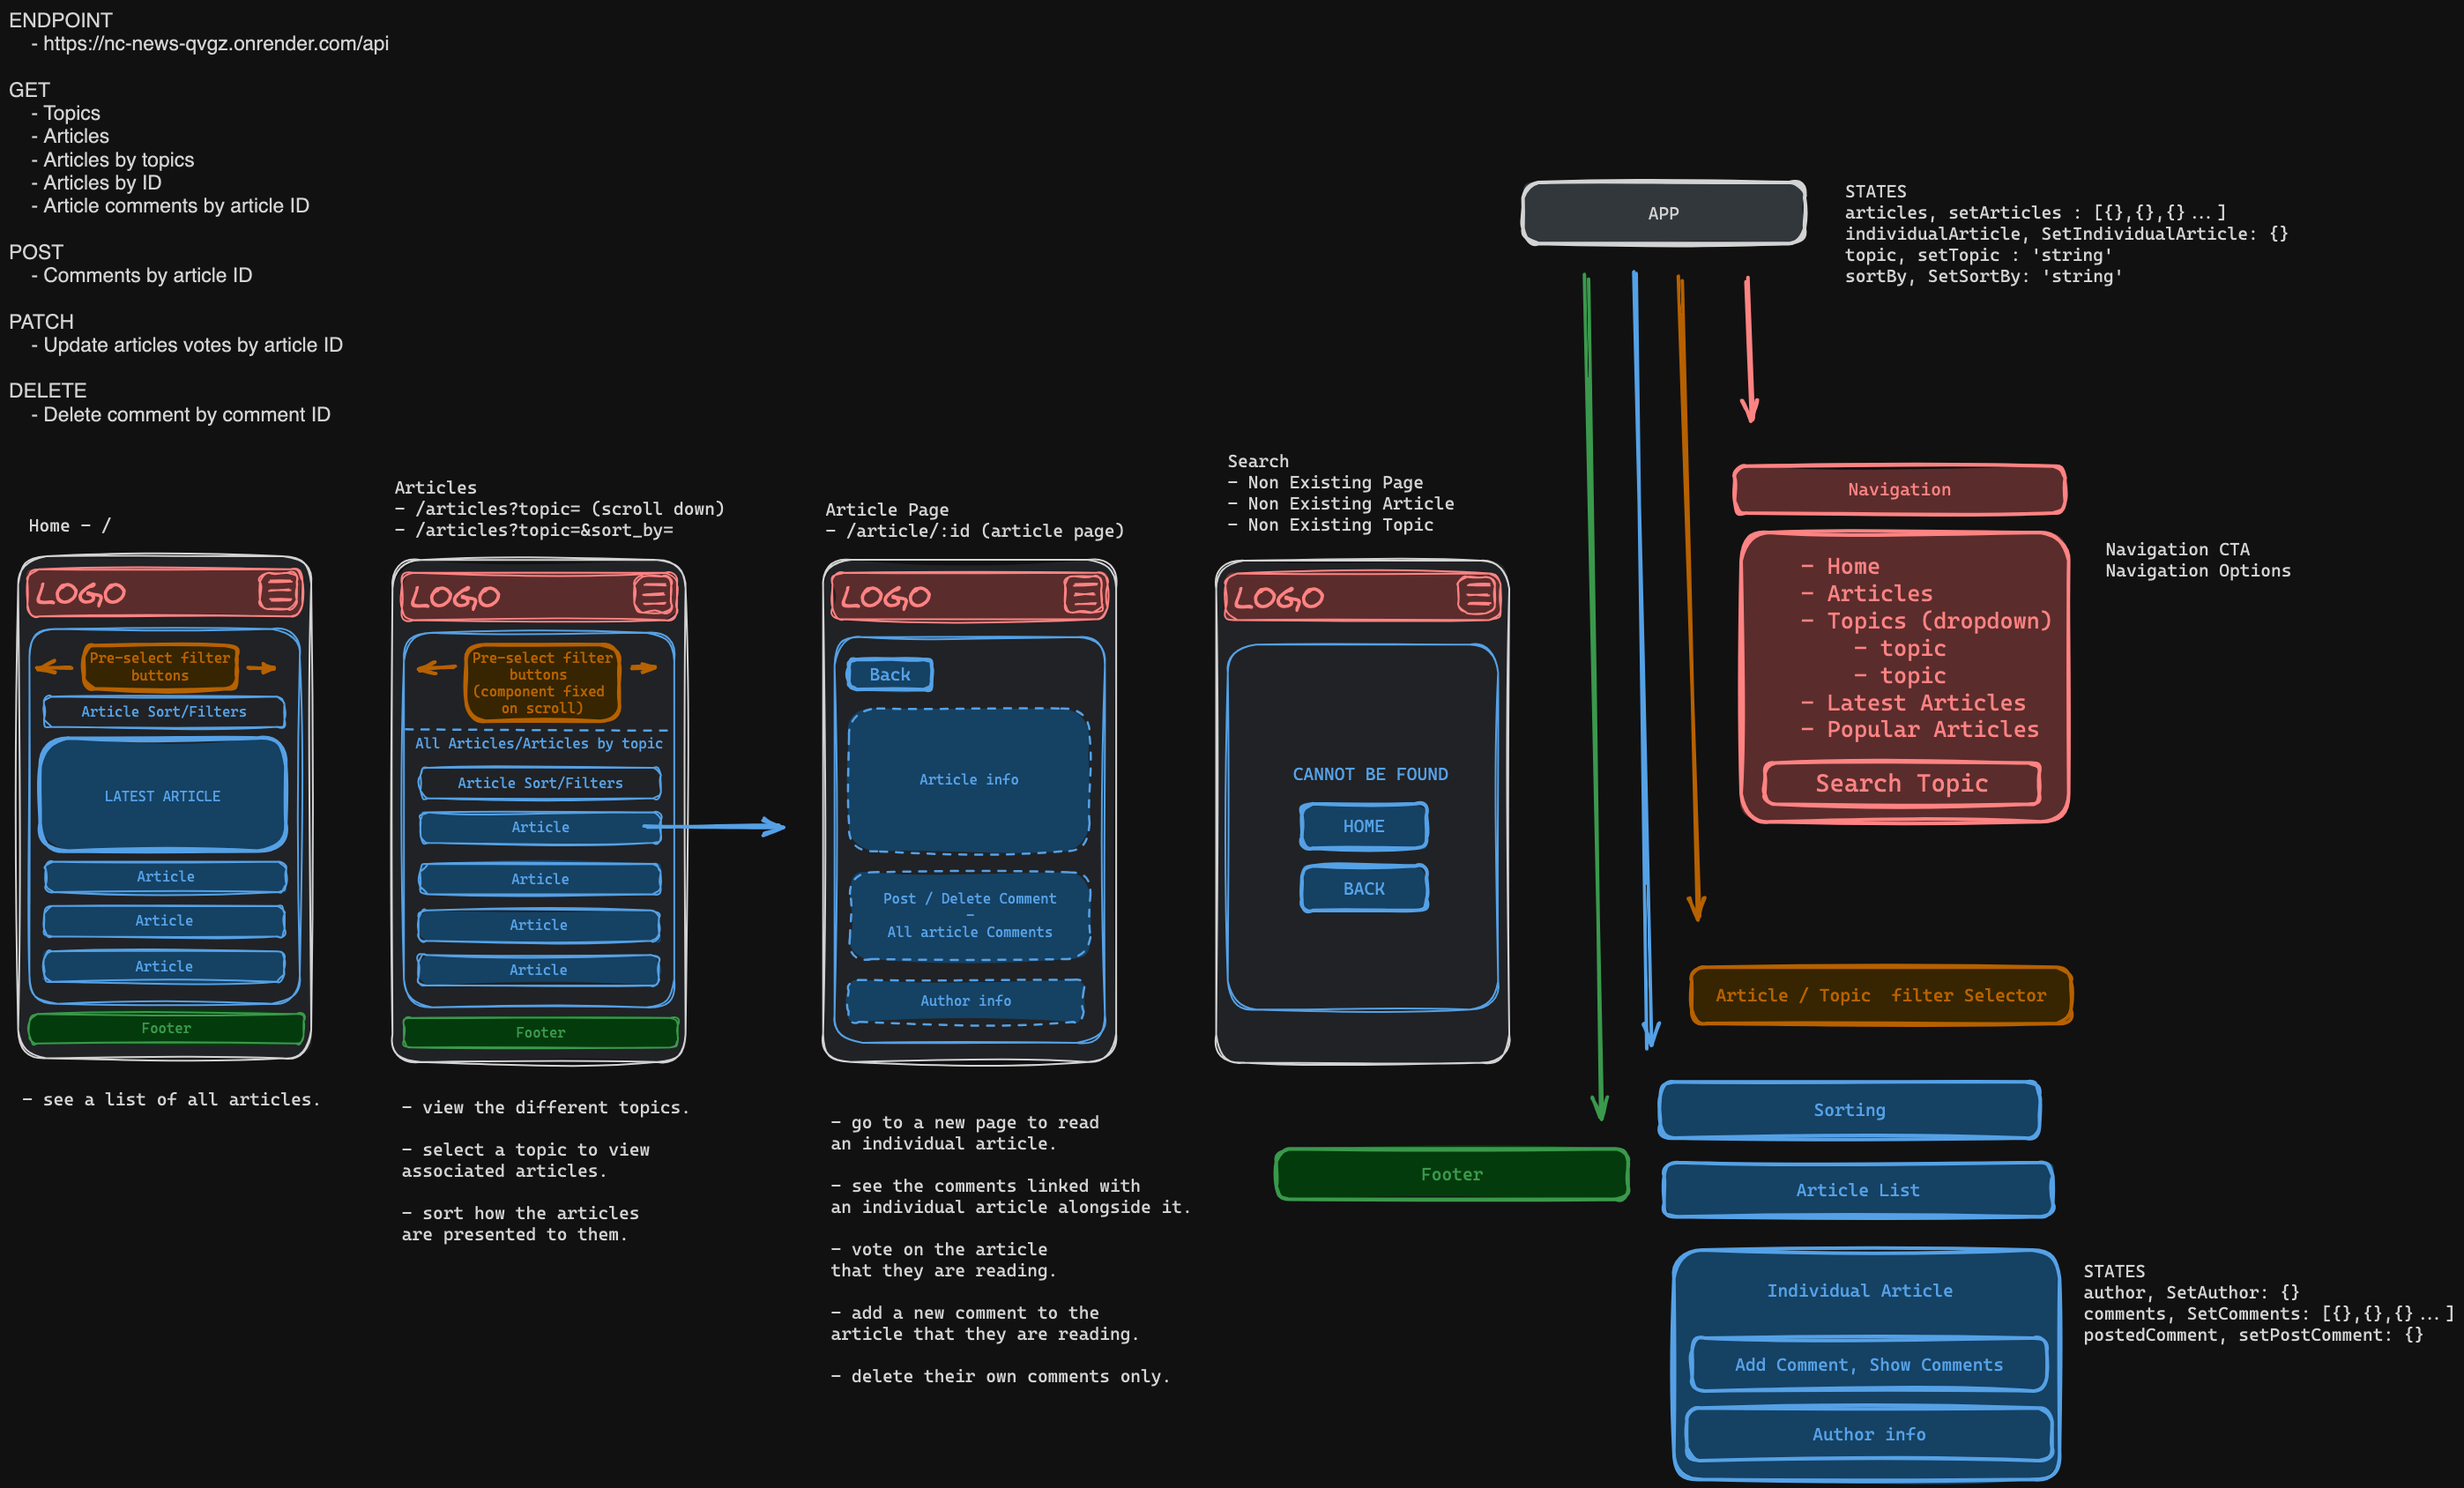 ENDPOINT
- https://nc-news-qvgz.onrender.com/api
GET
- Topics
- Articles
- Articles by topics
- Articles by ID
- Article comments by article ID
POST
- Comments by article ID
PATCH
- Update articles votes by article ID
DELETE
- Delete comment by comment ID
Home - /
LOGO
Pre-select filter
buttons
Article Sort/Filters
LATEST ARTICLE
Article
Article
Article
Footer
- see a list of all articles.
Articles
- /articles?topic= (scroll down)
- /articles?topic=&sort_by=
LOGO
Pre-select filter
buttons
(component fixed
on scroll)
All Articles/Articles by topic
Article Sort/Filters
Article
Article
Article
Article
Footer
- view the different topics.
- select a topic to view
associated articles.
- sort how the articles
are presented to them.
Article Page
- /article/:id (article page)
LOGO
Back
Article info
Post / Delete Comment
-
All article Comments
Author info
- go to a new page to read
an individual article.
- see the comments linked with
an individual article alongside it.
- vote on the article
that they are reading.
- add a new comment to the
article that they are reading.
- delete their own comments only.
Search
- Non Existing Page
- Non Existing Article
- Non Existing Topic
LOGO
CANNOT BE FOUND
HOME
BACK
APP
STATES
articles, setArticles : [{},{},{}...]
individualArticle, SetIndividualArticle: {}
topic, setTopic : 'string'
sortBy, SetSortBy: 'string'
Navigation
- Home
- Articles
- Topics (dropdown)
- topic
- topic
- Latest Articles
- Popular Articles
Search Topic
Navigation CTA
Navigation Options
Article / Topic  filter Selector
Footer
Sorting
Article List
Individual Article
Add Comment, Show Comments
Author info
STATES
author, SetAuthor: {}
comments, SetComments: [{},{},{}...]
postedComment, setPostComment: {}